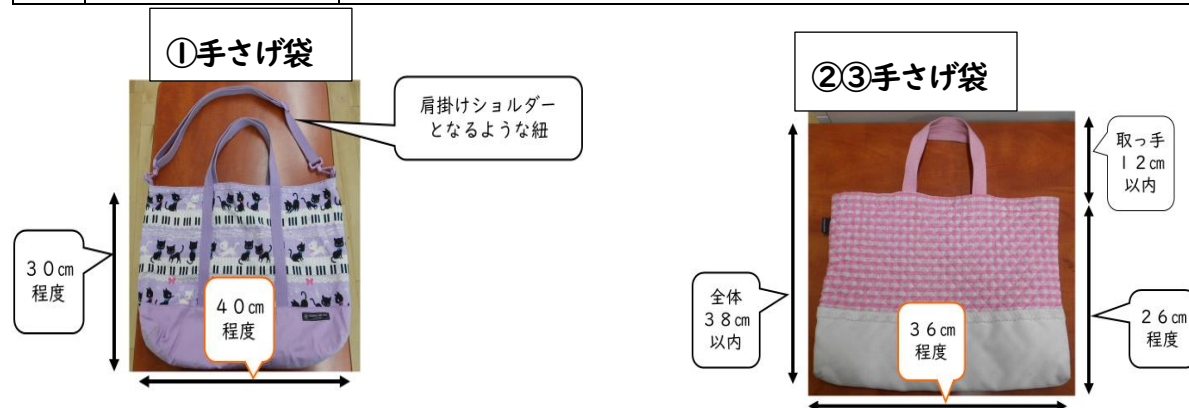 ①手さげ袋
肩掛けショルダー
となるような紐
30㎝
程度
40㎝
程度
②③手さげ袋
取っ手
12㎝
以内
全体
38㎝
以内
36㎝
程度
26㎝
程度